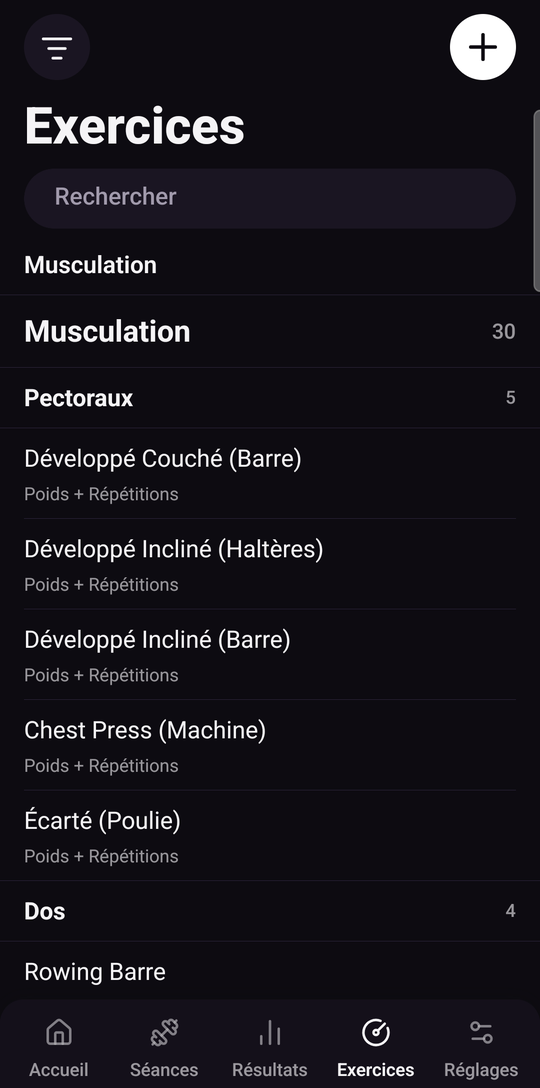 Exercices
Rechercher
Musculation
Musculation 30
Pectoraux 5
Développé Couché (Barre)
Poids + Répétitions
Développé Incliné (Haltères)
Poids + Répétitions
Développé Incliné (Barre)
Poids + Répétitions
Chest Press (Machine)
Poids + Répétitions
Écarté (Poulie)
Poids + Répétitions
Dos 4
Rowing Barre
Accueil Séances Résultats Exercices Réglages